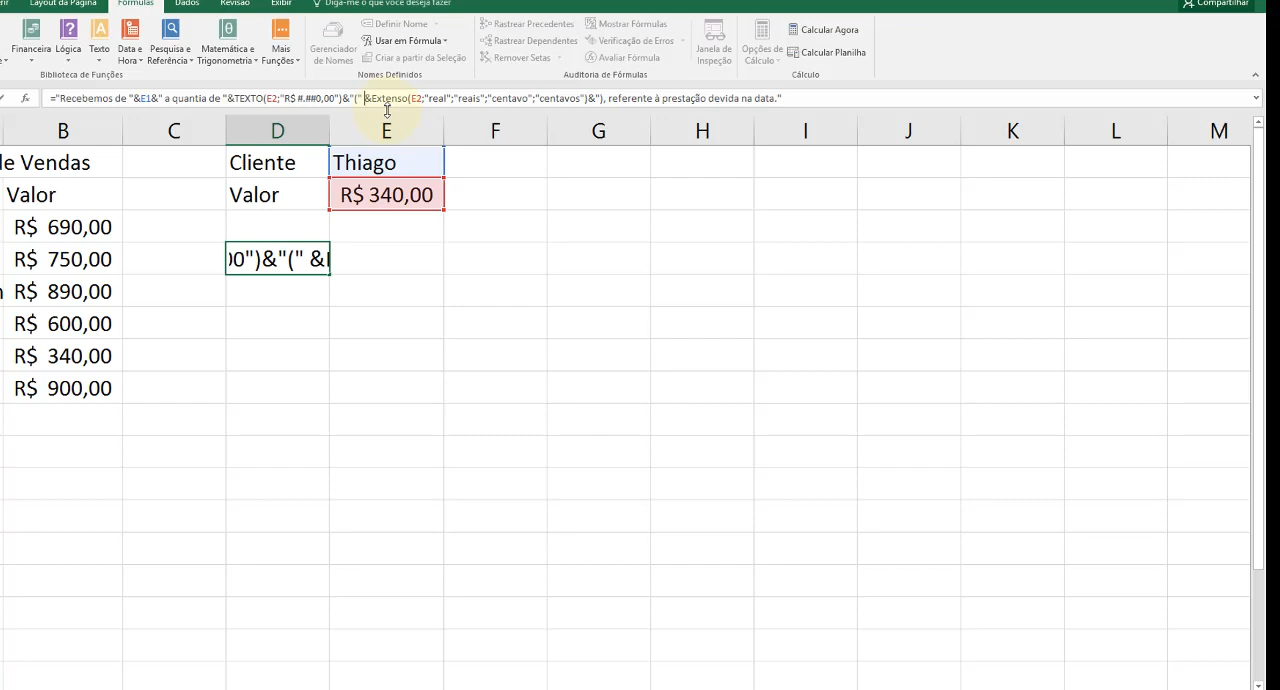 Layout da Página Fórmulas Dados Revisão Exibir Diga-me o que você deseja fazer Compartilhar
Financeira Lógica Texto Data e Hora Pesquisa e Referência Matemática e Trigonometria Mais Funções
Biblioteca de Funções
Gerenciador de Nomes
Definir Nome
Usar em Fórmula
Criar a partir da Seleção
Nomes Definidos
Rastrear Precedentes Mostrar Fórmulas
Rastrear Dependentes Verificação de Erros
Remover Setas Avaliar Fórmula
Janela de Inspeção
Auditoria de Fórmulas
Opções de Cálculo
Calcular Agora
Calcular Planilha
Cálculo
fx ="Recebemos de "&E1&" a quantia de "&TEXTO(E2;"R$ #.##0,00")&"(" &Extenso(E2;"real";"reais";"centavo";"centavos")&"), referente à prestação devida na data."
B C D E F G H I J K L M
de Vendas Cliente Thiago
Valor Valor R$ 340,00
R$ 690,00
R$ 750,00 00")&"(" &
R$ 890,00
R$ 600,00
R$ 340,00
R$ 900,00